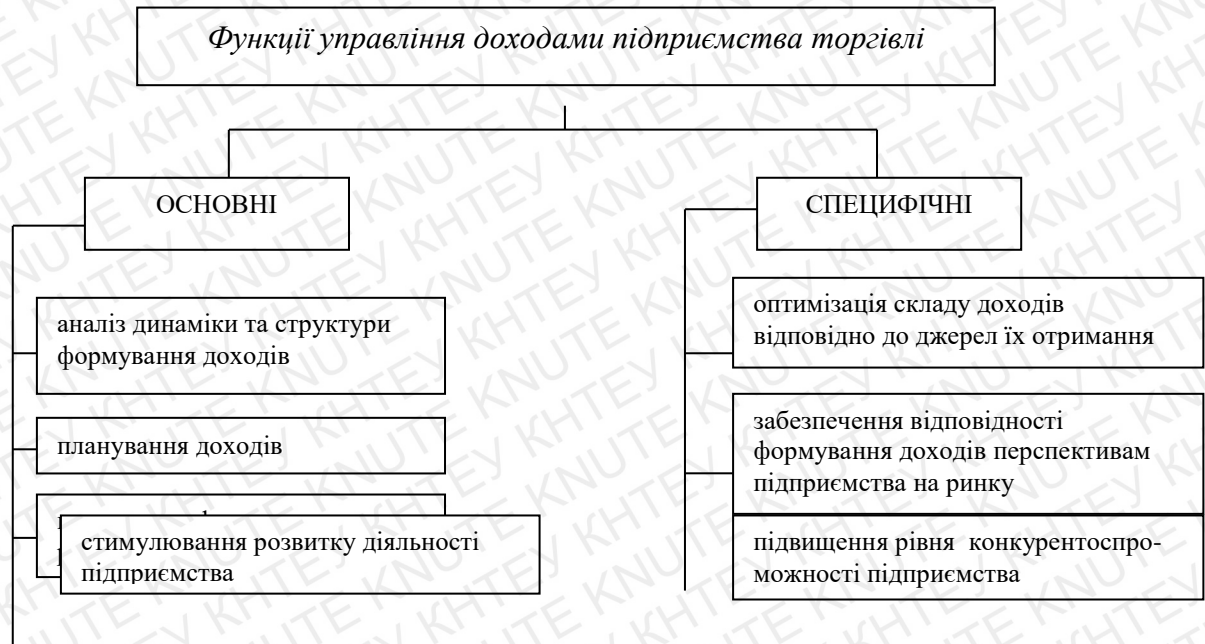 Функції управління доходами підприємства торгівлі
ОСНОВНІ
аналіз динаміки та структури
формування доходів
планування доходів
стимулювання розвитку діяльності
підприємства
СПЕЦИФІЧНІ
оптимізація складу доходів
відповідно до джерел їх отримання
забезпечення відповідності
формування доходів перспективам
підприємства на ринку
підвищення рівня конкурентоспро-
можності підприємства